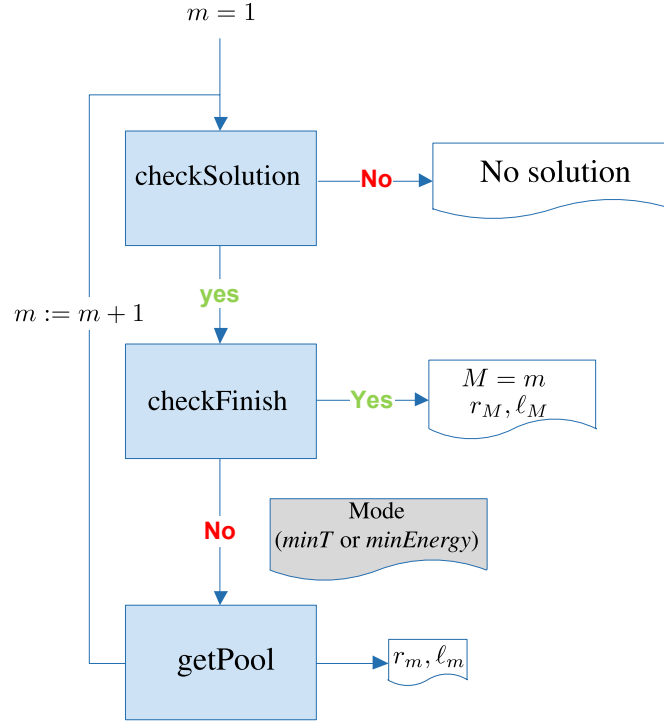 m = 1
checkSolution
No
No solution
yes
m := m + 1
checkFinish
Yes
M = m
r_M, ℓ_M
No
Mode
(minT or minEnergy)
getPool
r_m, ℓ_m